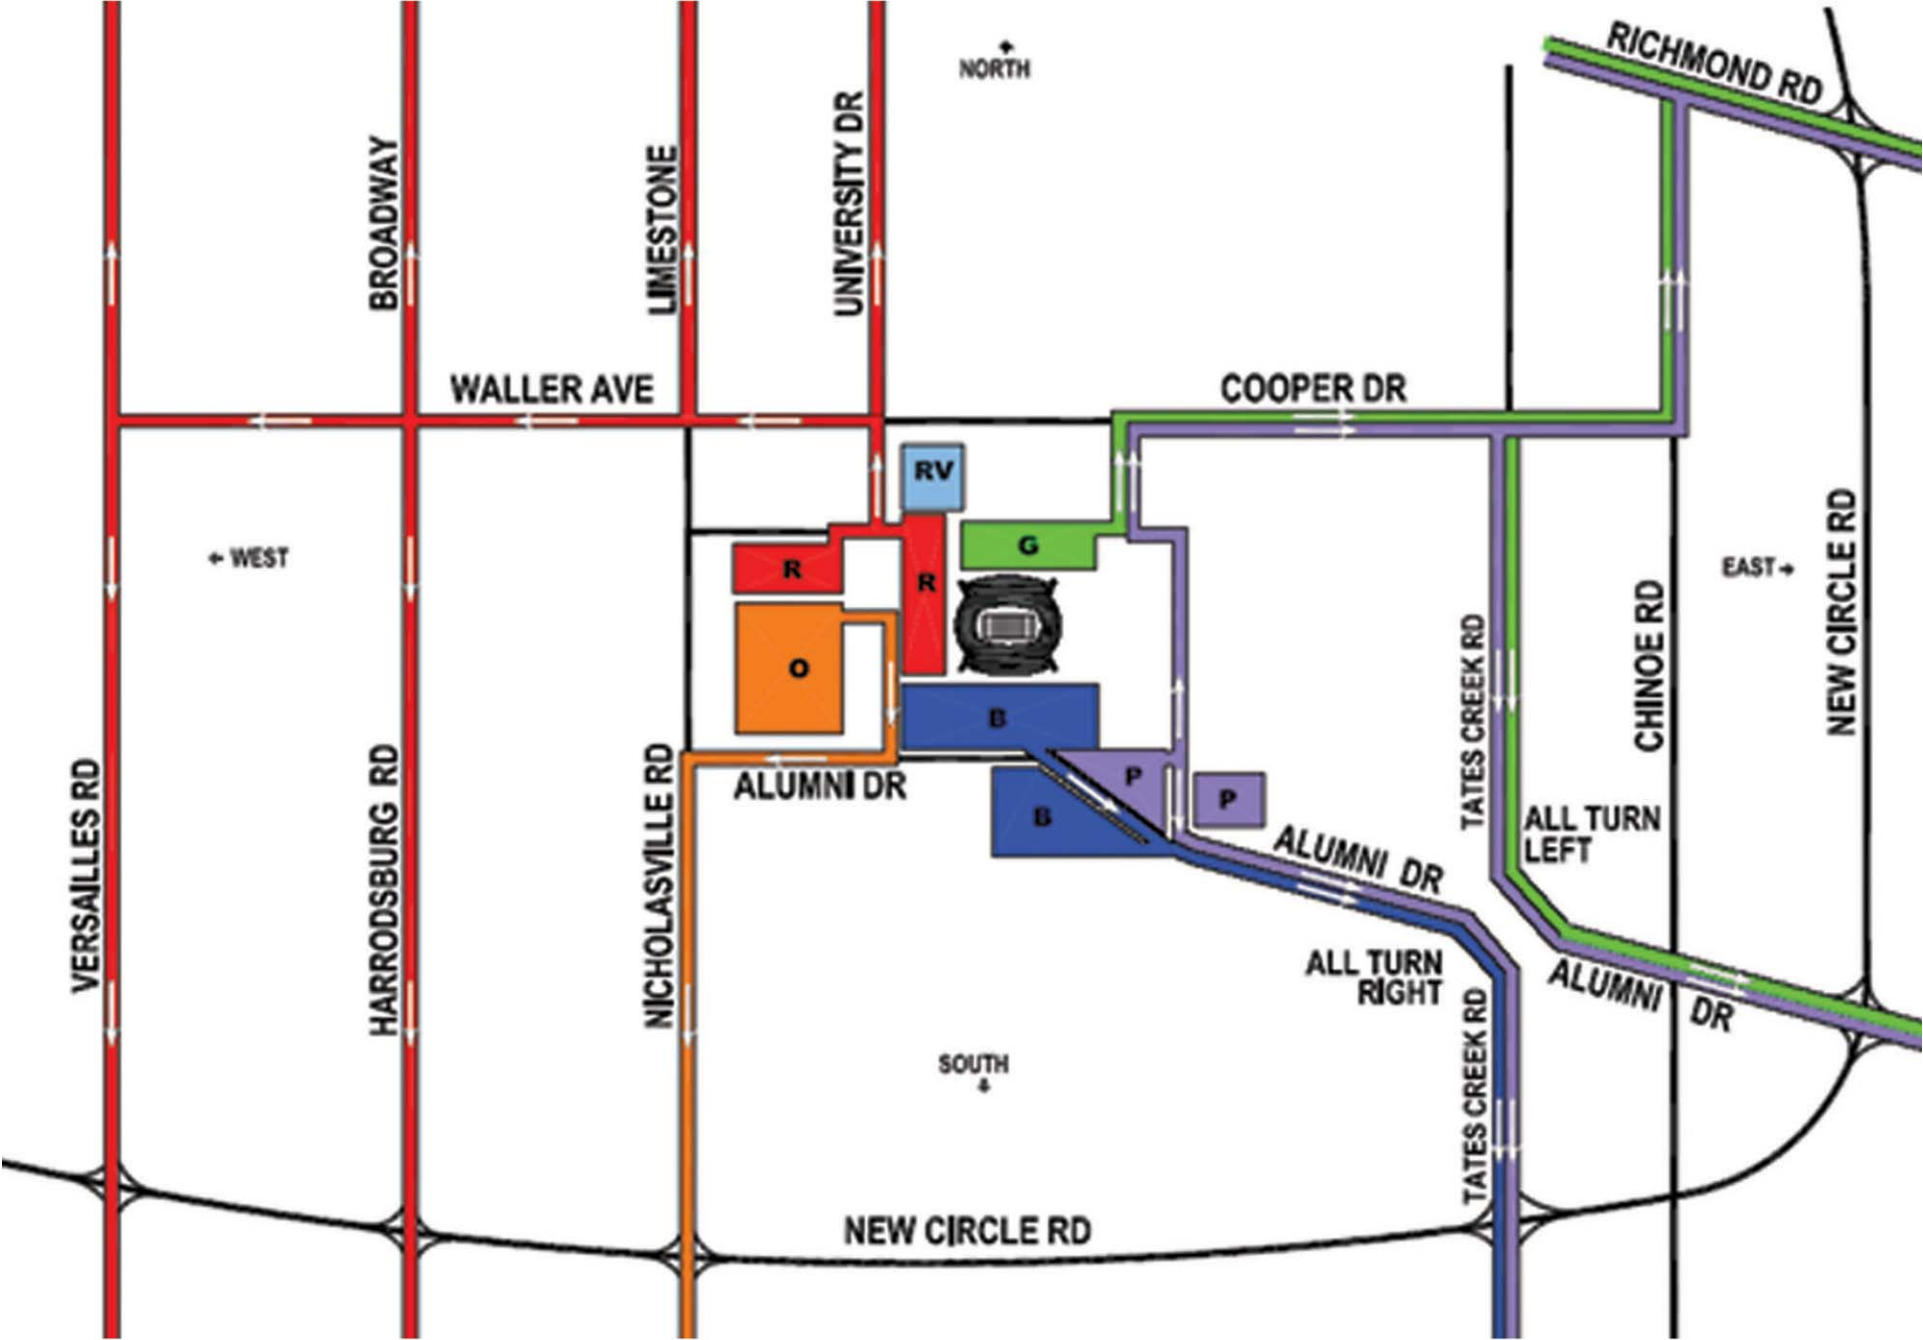 RICHMOND RD
NORTH
BROADWAY
LIMESTONE
UNIVERSITY DR
WALLER AVE
COOPER DR
RV
WEST
G
EAST
R
R
NEW CIRCLE RD
TATES CREEK RD
CHINOE RD
O
B
VERSAILLES RD
HARRODSBURG RD
NICHOLASVILLE RD
ALUMNI DR
P
P
B
ALL TURN
LEFT
ALUMNI DR
ALL TURN
RIGHT
ALUMNI DR
TATES CREEK RD
SOUTH
NEW CIRCLE RD